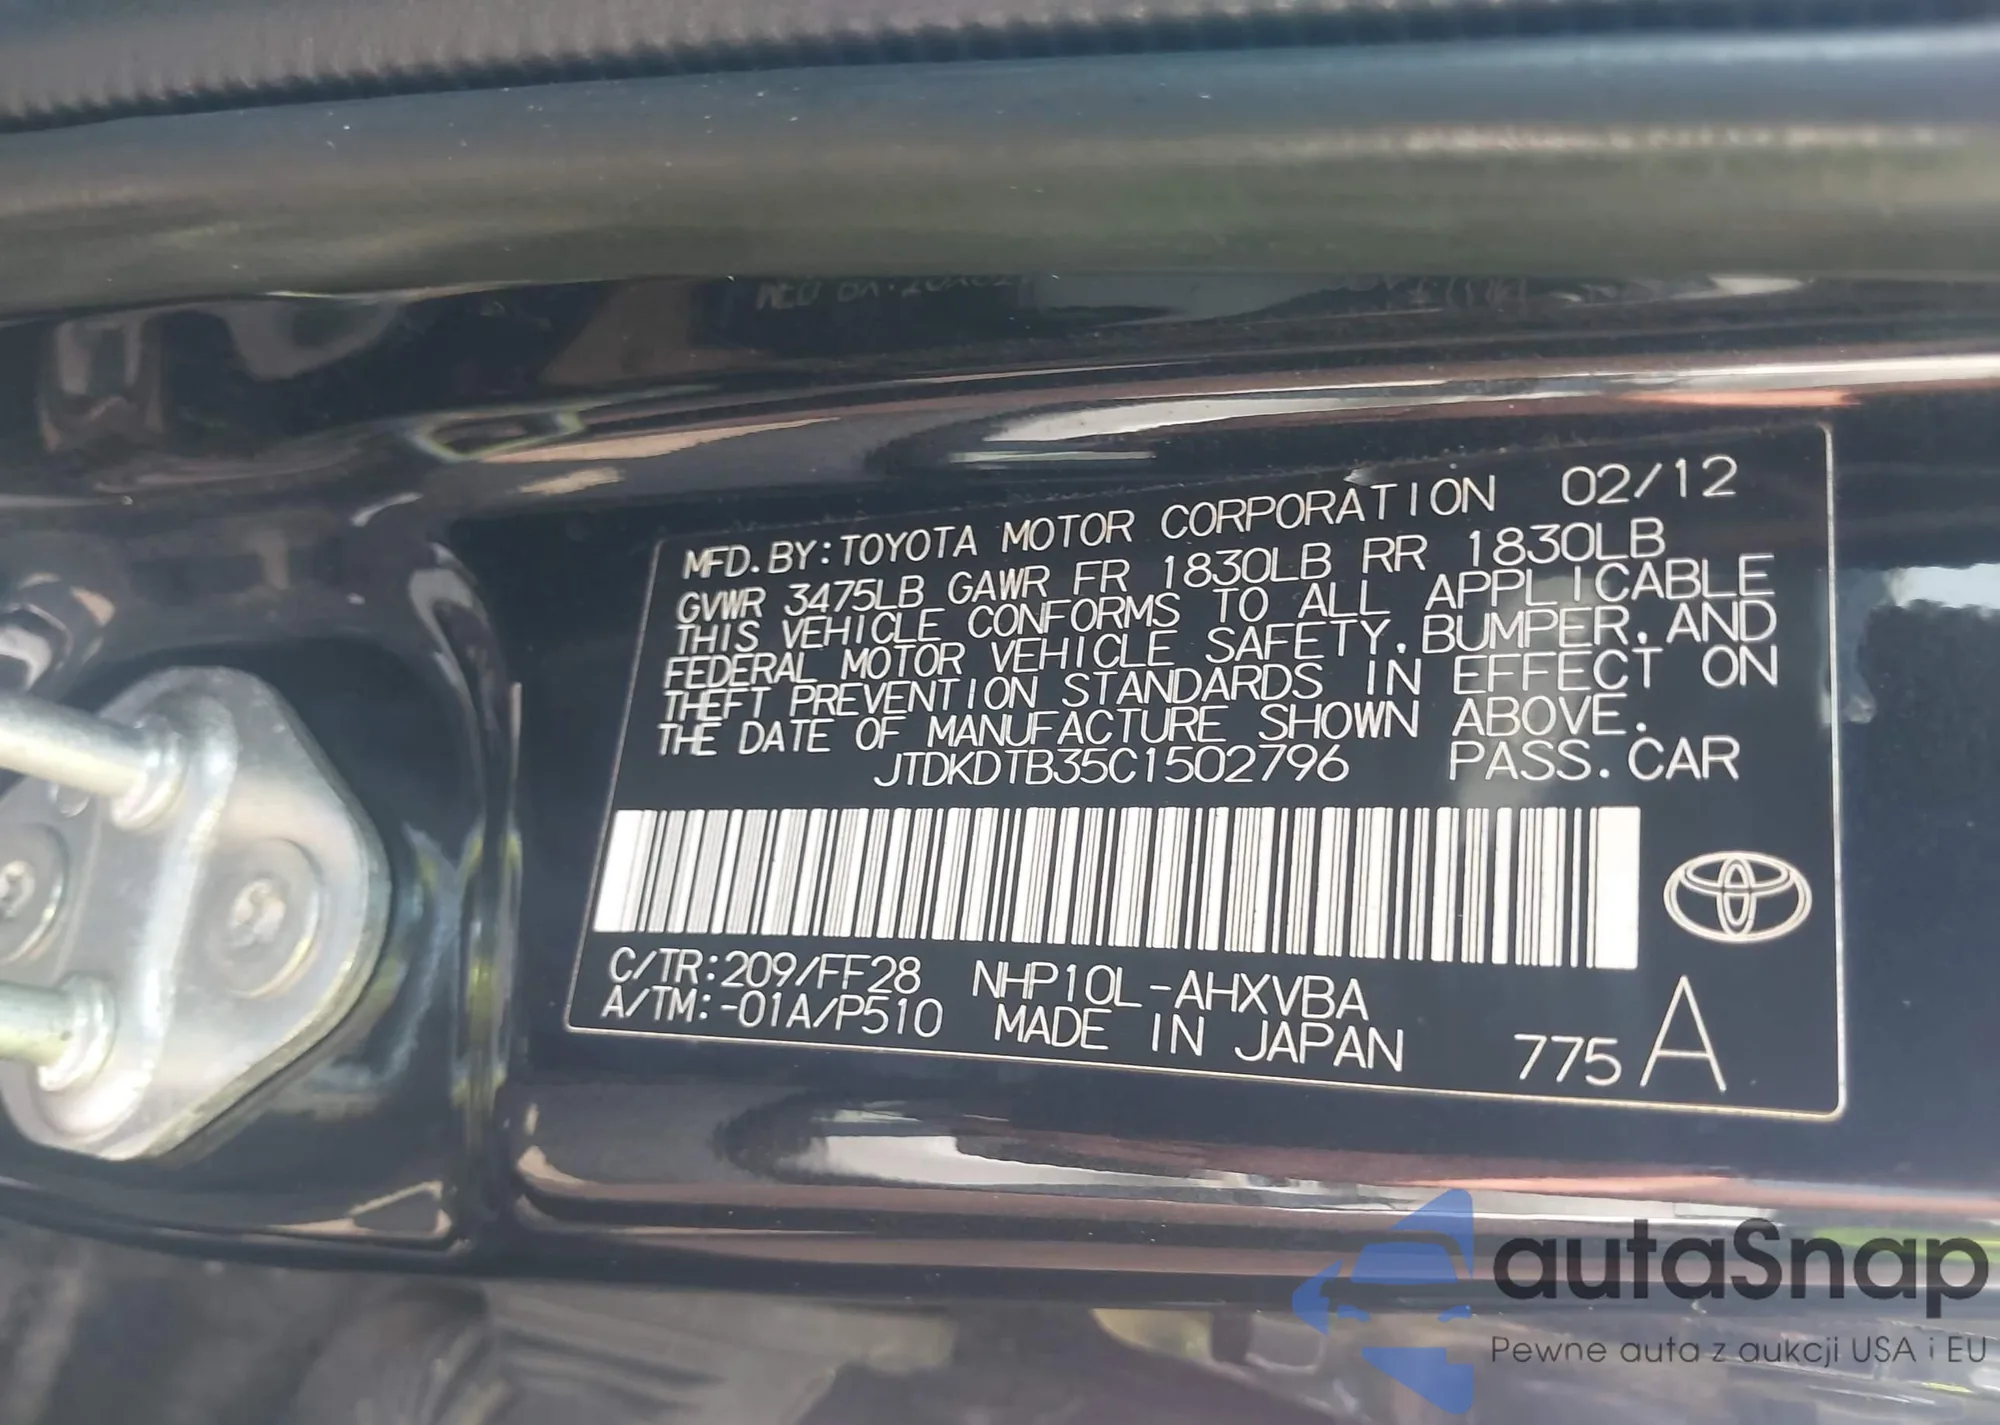 MFD.BY:TOYOTA MOTOR CORPORATION 02/12
GVWR 3475LB GAWR FR 1830LB RR 1830LB
THIS VEHICLE CONFORMS TO ALL APPLICABLE
FEDERAL MOTOR VEHICLE SAFETY,BUMPER,AND
THEFT PREVENTION STANDARDS IN EFFECT ON
THE DATE OF MANUFACTURE SHOWN ABOVE.
JTDKDTB35C1502796 PASS.CAR
C/TR:209/FF28 NHP10L-AHXVBA
A/TM:-01A/P510 MADE IN JAPAN 775 A
autaSnap
Pewne auta z aukcji USA i EU